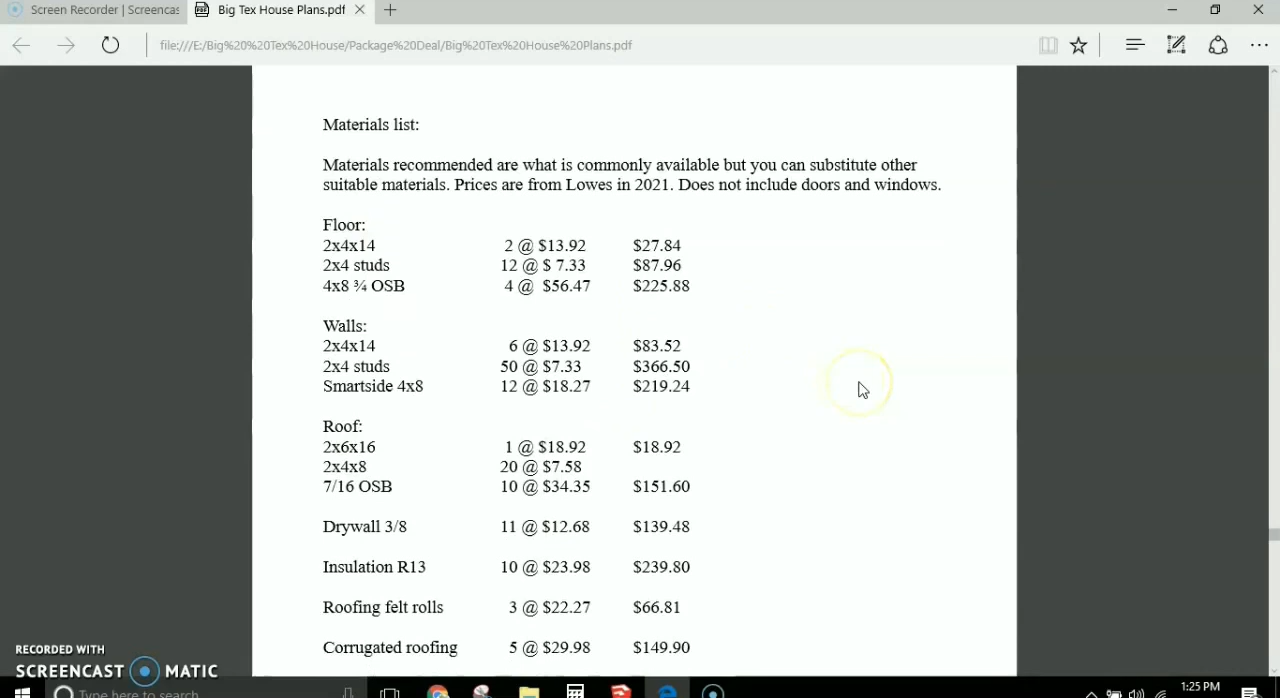 Screen Recorder | Screencas
Big Tex House Plans.pdf
file:///E:/Big%20%20Tex%20House/Package%20Deal/Big%20Tex%20House%20Plans.pdf
Materials list:
Materials recommended are what is commonly available but you can substitute other
suitable materials. Prices are from Lowes in 2021. Does not include doors and windows.
Floor:
2x4x14 2 @ $13.92 $27.84
2x4 studs 12 @ $ 7.33 $87.96
4x8 ¾ OSB 4 @ $56.47 $225.88
Walls:
2x4x14 6 @ $13.92 $83.52
2x4 studs 50 @ $7.33 $366.50
Smartside 4x8 12 @ $18.27 $219.24
Roof:
2x6x16 1 @ $18.92 $18.92
2x4x8 20 @ $7.58
7/16 OSB 10 @ $34.35 $151.60
Drywall 3/8 11 @ $12.68 $139.48
Insulation R13 10 @ $23.98 $239.80
Roofing felt rolls 3 @ $22.27 $66.81
Corrugated roofing 5 @ $29.98 $149.90
RECORDED WITH
SCREENCAST MATIC
Type here to search
1:25 PM